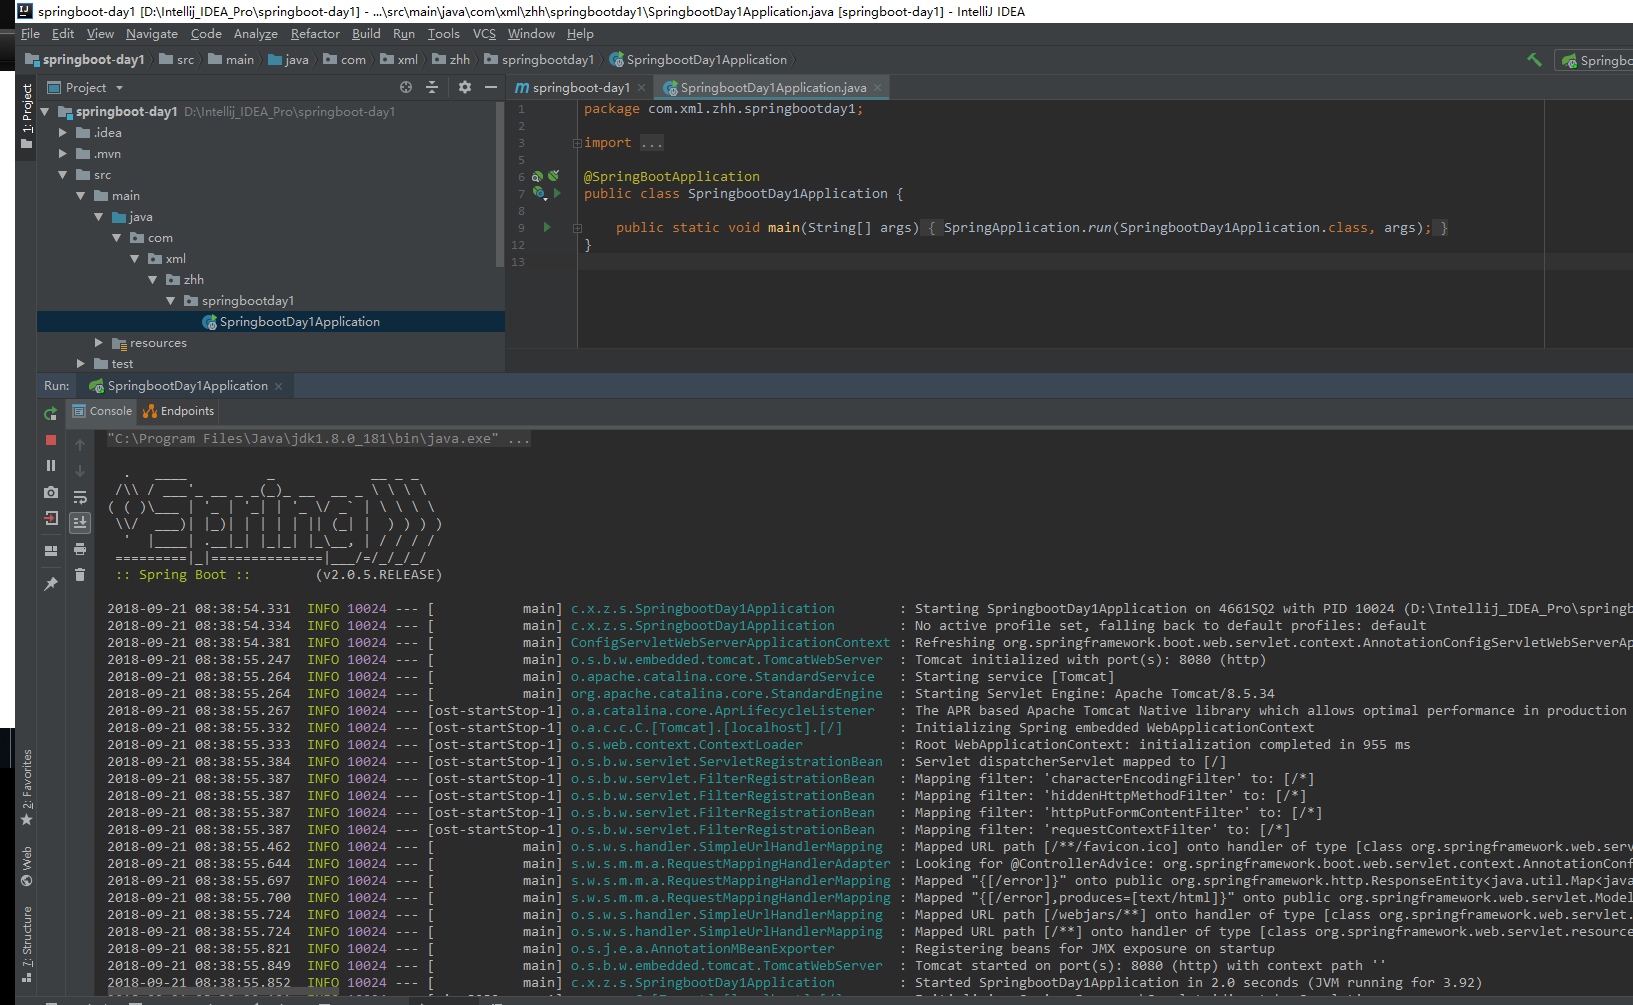 springboot-day1 [D:\Intellij_IDEA_Pro\springboot-day1] - ...\src\main\java\com\xml\zhh\springbootday1\SpringbootDay1Application.java [springboot-day1] - IntelliJ IDEA
File Edit View Navigate Code Analyze Refactor Build Run Tools VCS Window Help
springboot-day1 src main java com xml zhh springbootday1 SpringbootDay1Application Springbo
1: Project
Project
springboot-day1 D:\Intellij_IDEA_Pro\springboot-day1
.idea
.mvn
src
main
java
com
xml
zhh
springbootday1
SpringbootDay1Application
resources
test
springboot-day1 SpringbootDay1Application.java
1 package com.xml.zhh.springbootday1;
2
3 import ...
5
6 @SpringBootApplication
7 public class SpringbootDay1Application {
8
9 public static void main(String[] args) { SpringApplication.run(SpringbootDay1Application.class, args); }
12 }
13
Run: SpringbootDay1Application
Console Endpoints
"C:\Program Files\Java\jdk1.8.0_181\bin\java.exe" ...
:: Spring Boot :: (v2.0.5.RELEASE)
2018-09-21 08:38:54.331 INFO 10024 --- [ main] c.x.z.s.SpringbootDay1Application : Starting SpringbootDay1Application on 4661SQ2 with PID 10024 (D:\Intellij_IDEA_Pro\springb
2018-09-21 08:38:54.334 INFO 10024 --- [ main] c.x.z.s.SpringbootDay1Application : No active profile set, falling back to default profiles: default
2018-09-21 08:38:54.381 INFO 10024 --- [ main] ConfigServletWebServerApplicationContext : Refreshing org.springframework.boot.web.servlet.context.AnnotationConfigServletWebServerAp
2018-09-21 08:38:55.247 INFO 10024 --- [ main] o.s.b.w.embedded.tomcat.TomcatWebServer : Tomcat initialized with port(s): 8080 (http)
2018-09-21 08:38:55.264 INFO 10024 --- [ main] o.apache.catalina.core.StandardService : Starting service [Tomcat]
2018-09-21 08:38:55.264 INFO 10024 --- [ main] org.apache.catalina.core.StandardEngine : Starting Servlet Engine: Apache Tomcat/8.5.34
2018-09-21 08:38:55.267 INFO 10024 --- [ost-startStop-1] o.a.catalina.core.AprLifecycleListener : The APR based Apache Tomcat Native library which allows optimal performance in production
2018-09-21 08:38:55.332 INFO 10024 --- [ost-startStop-1] o.a.c.c.C.[Tomcat].[localhost].[/] : Initializing Spring embedded WebApplicationContext
2018-09-21 08:38:55.333 INFO 10024 --- [ost-startStop-1] o.s.web.context.ContextLoader : Root WebApplicationContext: initialization completed in 955 ms
2018-09-21 08:38:55.384 INFO 10024 --- [ost-startStop-1] o.s.b.w.servlet.ServletRegistrationBean : Servlet dispatcherServlet mapped to [/]
2018-09-21 08:38:55.387 INFO 10024 --- [ost-startStop-1] o.s.b.w.servlet.FilterRegistrationBean : Mapping filter: 'characterEncodingFilter' to: [/*]
2018-09-21 08:38:55.387 INFO 10024 --- [ost-startStop-1] o.s.b.w.servlet.FilterRegistrationBean : Mapping filter: 'hiddenHttpMethodFilter' to: [/*]
2018-09-21 08:38:55.387 INFO 10024 --- [ost-startStop-1] o.s.b.w.servlet.FilterRegistrationBean : Mapping filter: 'httpPutFormContentFilter' to: [/*]
2018-09-21 08:38:55.387 INFO 10024 --- [ost-startStop-1] o.s.b.w.servlet.FilterRegistrationBean : Mapping filter: 'requestContextFilter' to: [/*]
2018-09-21 08:38:55.462 INFO 10024 --- [ main] o.s.w.s.handler.SimpleUrlHandlerMapping : Mapped URL path [/**/favicon.ico] onto handler of type [class org.springframework.web.serv
2018-09-21 08:38:55.644 INFO 10024 --- [ main] s.w.s.m.m.a.RequestMappingHandlerAdapter : Looking for @ControllerAdvice: org.springframework.boot.web.servlet.context.AnnotationConf
2018-09-21 08:38:55.697 INFO 10024 --- [ main] s.w.s.m.m.a.RequestMappingHandlerMapping : Mapped "{[/error]}" onto public org.springframework.http.ResponseEntity<java.util.Map<java
2018-09-21 08:38:55.700 INFO 10024 --- [ main] s.w.s.m.m.a.RequestMappingHandlerMapping : Mapped "{[/error],produces=[text/html]}" onto public org.springframework.web.servlet.Model
2018-09-21 08:38:55.724 INFO 10024 --- [ main] o.s.w.s.handler.SimpleUrlHandlerMapping : Mapped URL path [/webjars/**] onto handler of type [class org.springframework.web.servlet.
2018-09-21 08:38:55.724 INFO 10024 --- [ main] o.s.w.s.handler.SimpleUrlHandlerMapping : Mapped URL path [/**] onto handler of type [class org.springframework.web.servlet.resource
2018-09-21 08:38:55.821 INFO 10024 --- [ main] o.s.j.e.a.AnnotationMBeanExporter : Registering beans for JMX exposure on startup
2018-09-21 08:38:55.849 INFO 10024 --- [ main] o.s.b.w.embedded.tomcat.TomcatWebServer : Tomcat started on port(s): 8080 (http) with context path ''
2018-09-21 08:38:55.852 INFO 10024 --- [ main] c.x.z.s.SpringbootDay1Application : Started SpringbootDay1Application in 2.0 seconds (JVM running for 3.92)
2: Favorites
Web
7: Structure